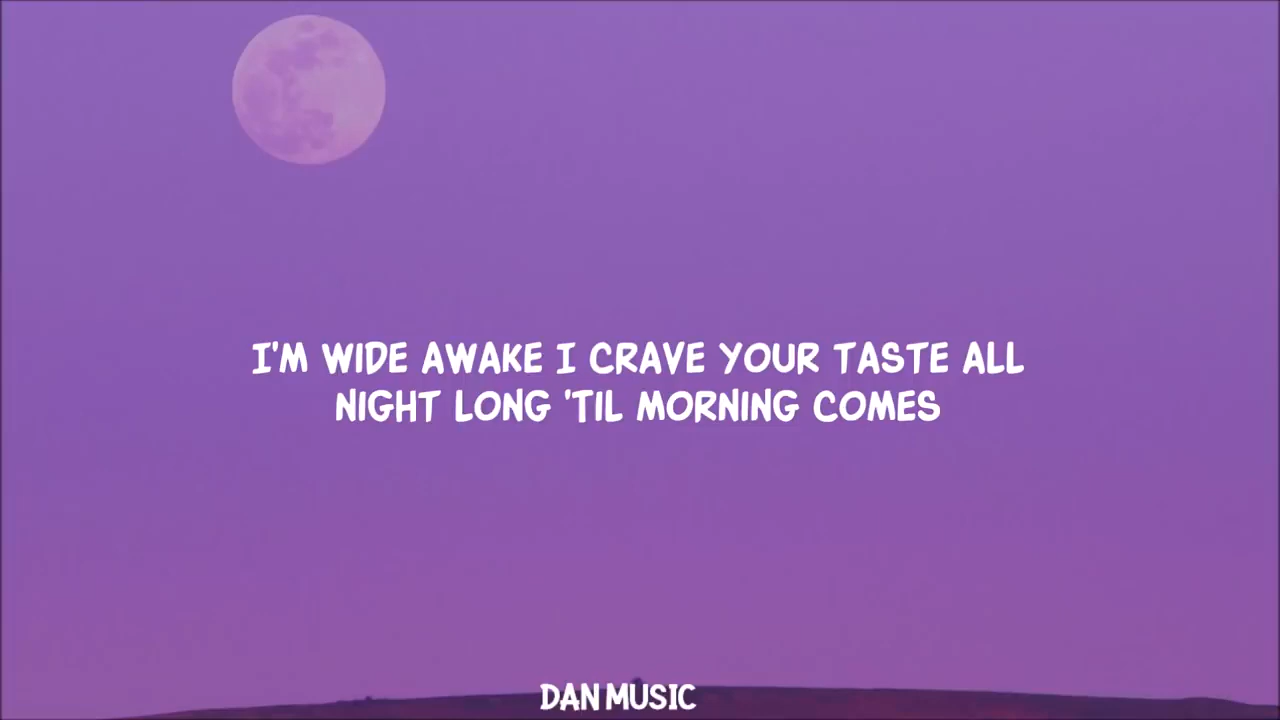 I'M WIDE AWAKE I CRAVE YOUR TASTE ALL
NIGHT LONG 'TIL MORNING COMES
DAN MUSIC